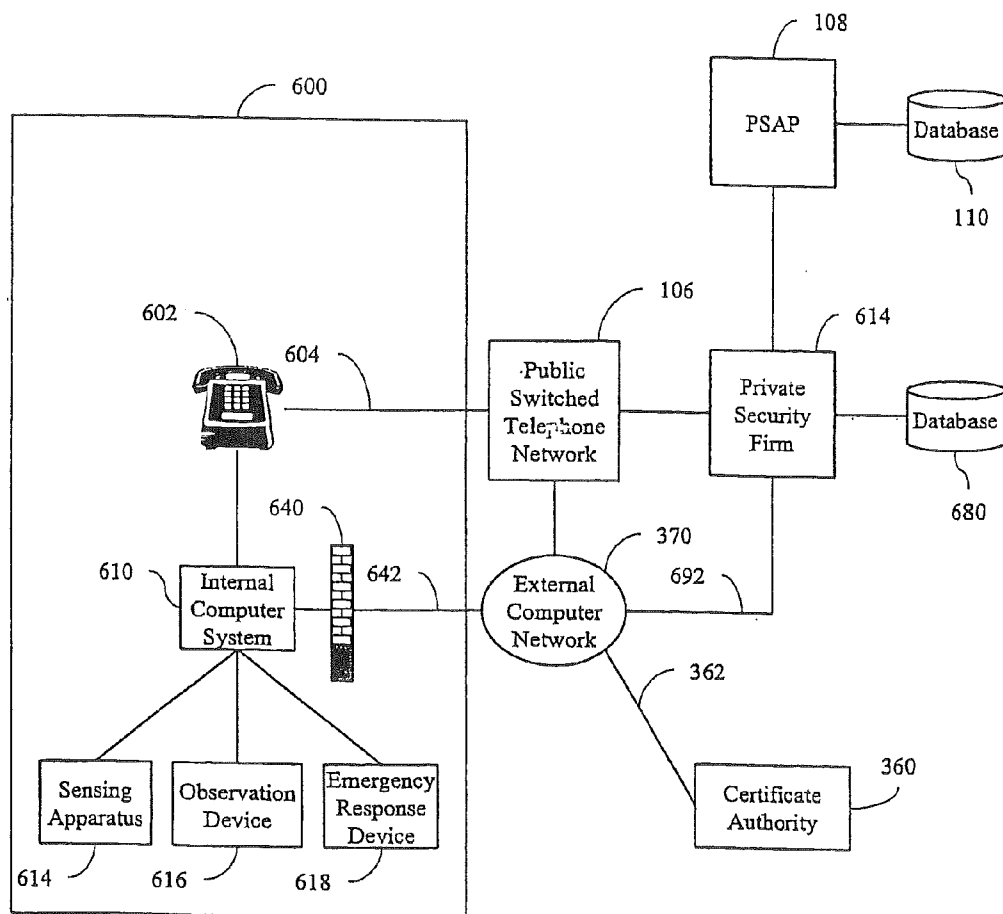 108
600
PSAP
Database
110
106
614
602
604
Public
Switched
Telephone
Network
Private
Security
Firm
Database
680
640
370
610
642
692
Internal
Computer
System
External
Computer
Network
362
Sensing
Apparatus
Observation
Device
Emergency
Response
Device
360
Certificate
Authority
614
616
618